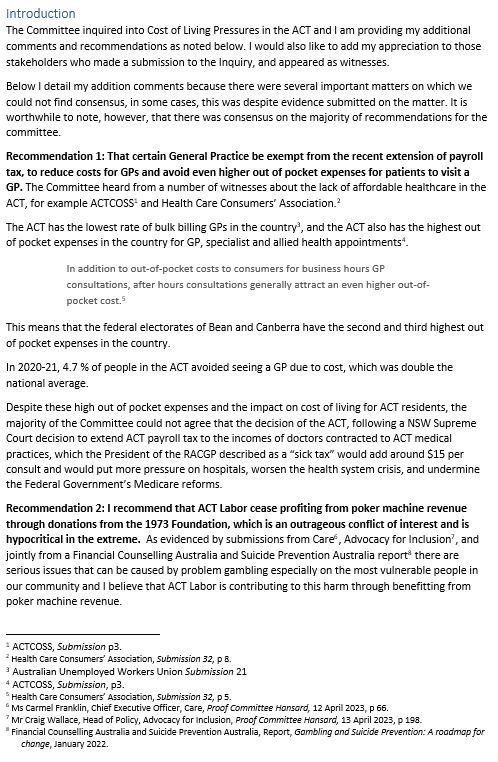 Introduction
The Committee inquired into Cost of Living Pressures in the ACT and I am providing my additional
comments and recommendations as noted below. I would also like to add my appreciation to those
stakeholders who made a submission to the Inquiry, and appeared as witnesses.
Below I detail my addition comments because there were several important matters on which we
could not find consensus, in some cases, this was despite evidence submitted on the matter. It is
worthwhile to note, however, that there was consensus on the majority of recommendations for the
committee.
Recommendation 1: That certain General Practice be exempt from the recent extension of payroll
tax, to reduce costs for GPs and avoid even higher out of pocket expenses for patients to visit a
GP. The Committee heard from a number of witnesses about the lack of affordable healthcare in the
ACT, for example ACTCOSS¹ and Health Care Consumers’ Association.²
The ACT has the lowest rate of bulk billing GPs in the country³, and the ACT also has the highest out
of pocket expenses in the country for GP, specialist and allied health appointments⁴.
In addition to out-of-pocket costs to consumers for business hours GP
consultations, after hours consultations generally attract an even higher out-of-
pocket cost.⁵
This means that the federal electorates of Bean and Canberra have the second and third highest out
of pocket expenses in the country.
In 2020-21, 4.7 % of people in the ACT avoided seeing a GP due to cost, which was double the
national average.
Despite these high out of pocket expenses and the impact on cost of living for ACT residents, the
majority of the Committee could not agree that the decision of the ACT, following a NSW Supreme
Court decision to extend ACT payroll tax to the incomes of doctors contracted to ACT medical
practices, which the President of the RACGP described as a “sick tax” would add around $15 per
consult and would put more pressure on hospitals, worsen the health system crisis, and undermine
the Federal Government’s Medicare reforms.
Recommendation 2: I recommend that ACT Labor cease profiting from poker machine revenue
through donations from the 1973 Foundation, which is an outrageous conflict of interest and is
hypocritical in the extreme. As evidenced by submissions from Care⁶, Advocacy for Inclusion⁷, and
jointly from a Financial Counselling Australia and Suicide Prevention Australia report⁸ there are
serious issues that can be caused by problem gambling especially on the most vulnerable people in
our community and I believe that ACT Labor is contributing to this harm through benefitting from
poker machine revenue.
¹ ACTCOSS, Submission p3.
² Health Care Consumers’ Association, Submission 32, p 8.
³ Australian Unemployed Workers Union Submission 21
⁴ ACTCOSS, Submission, p3.
⁵ Health Care Consumers’ Association, Submission 32, p 5.
⁶ Ms Carmel Franklin, Chief Executive Officer, Care, Proof Committee Hansard, 12 April 2023, p 66.
⁷ Mr Craig Wallace, Head of Policy, Advocacy for Inclusion, Proof Committee Hansard, 13 April 2023, p 198.
⁸ Financial Counselling Australia and Suicide Prevention Australia, Report, Gambling and Suicide Prevention: A roadmap for
change, January 2022.